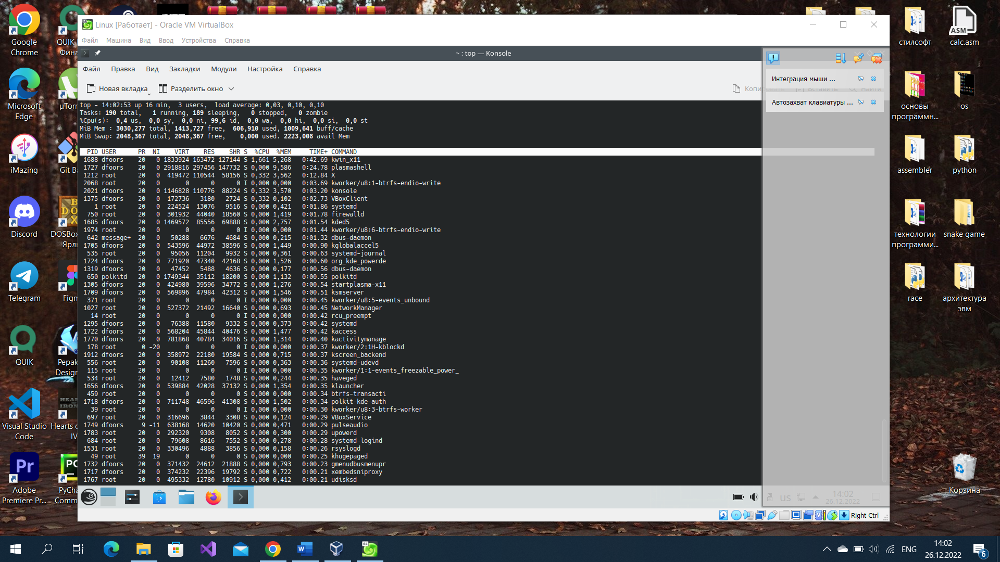 Linux [Работает] - Oracle VM VirtualBox
Файл Машина Вид Ввод Устройства Справка
~ : top — Konsole
Файл Правка Вид Закладки Модули Настройка Справка
Новая вкладка Разделить окно Вставить Найти
Интеграция мыши ...
Автозахват клавиатуры ...
top - 14:02:53 up 16 min, 3 users, load average: 0,03, 0,10, 0,10
Tasks: 190 total, 1 running, 189 sleeping, 0 stopped, 0 zombie
%Cpu(s): 0,4 us, 0,0 sy, 0,0 ni, 99,6 id, 0,0 wa, 0,0 hi, 0,0 si, 0,0 st
MiB Mem : 3030,277 total, 1413,727 free, 606,910 used, 1009,641 buff/cache
MiB Swap: 2048,367 total, 2048,367 free, 0,000 used. 2223,008 avail Mem
PID USER PR NI VIRT RES SHR S %CPU %MEM TIME+ COMMAND
1688 dfoors 20 0 1833924 163472 127144 S 1,661 5,268 0:42.69 kwin_x11
1727 dfoors 20 0 2918816 297456 147732 S 0,000 9,586 0:24.78 plasmashell
1212 root 20 0 419472 110544 58156 S 0,332 3,562 0:12.84 X
2068 root 20 0 0 0 0 I 0,000 0,000 0:03.69 kworker/u8:1-btrfs-endio-write
2021 dfoors 20 0 1146828 110776 88224 S 0,332 3,570 0:03.20 konsole
1375 dfoors 20 0 172736 3180 2724 S 0,332 0,102 0:02.73 VBoxClient
1 root 20 0 224524 13076 9516 S 0,000 0,421 0:01.86 systemd
750 root 20 0 301932 44040 18560 S 0,000 1,419 0:01.78 firewalld
1685 dfoors 20 0 1469572 85556 69888 S 0,000 2,757 0:01.54 kded5
1974 root 20 0 0 0 0 I 0,000 0,000 0:01.44 kworker/u8:6-btrfs-endio-write
642 message+ 20 0 50288 6676 4684 S 0,000 0,215 0:01.32 dbus-daemon
1705 dfoors 20 0 543596 44972 38596 S 0,000 1,449 0:00.90 kglobalaccel5
535 root 20 0 95056 11204 9932 S 0,000 0,361 0:00.63 systemd-journal
1724 dfoors 20 0 771920 47340 42168 S 0,000 1,526 0:00.60 org_kde_powerde
1319 dfoors 20 0 47452 5488 4636 S 0,000 0,177 0:00.56 dbus-daemon
650 polkitd 20 0 1749344 35112 18200 S 0,000 1,132 0:00.55 polkitd
1305 dfoors 20 0 424980 39596 34772 S 0,000 1,276 0:00.54 startplasma-x11
1709 dfoors 20 0 569896 47984 42312 S 0,000 1,546 0:00.51 ksmserver
371 root 20 0 0 0 0 I 0,000 0,000 0:00.45 kworker/u8:5-events_unbound
1027 root 20 0 527372 21492 16640 S 0,000 0,693 0:00.45 NetworkManager
14 root 20 0 0 0 0 I 0,000 0,000 0:00.42 rcu_preempt
1295 dfoors 20 0 76388 11580 9332 S 0,000 0,373 0:00.42 systemd
1722 dfoors 20 0 568204 45844 40476 S 0,000 1,477 0:00.42 kaccess
1770 dfoors 20 0 781868 40784 34016 S 0,000 1,314 0:00.40 kactivitymanage
178 root 0 -20 0 0 0 I 0,000 0,000 0:00.37 kworker/2:1H-kblockd
1912 dfoors 20 0 358972 22180 19584 S 0,000 0,715 0:00.37 kscreen_backend
556 root 20 0 90108 11260 7596 S 0,000 0,363 0:00.36 systemd-udevd
115 root 20 0 0 0 0 I 0,000 0,000 0:00.35 kworker/1:1-events_freezable_power_
534 root 20 0 12412 7580 1748 S 0,000 0,244 0:00.35 haveged
1656 dfoors 20 0 539884 42028 37132 S 0,000 1,354 0:00.35 klauncher
459 root 20 0 0 0 0 S 0,000 0,000 0:00.34 btrfs-transacti
1718 dfoors 20 0 711748 46596 41308 S 0,000 1,502 0:00.34 polkit-kde-auth
39 root 20 0 0 0 0 I 0,000 0,000 0:00.30 kworker/u8:3-btrfs-worker
697 root 20 0 316696 3844 3308 S 0,000 0,124 0:00.29 VBoxService
1749 dfoors 9 -11 638168 14620 10420 S 0,000 0,471 0:00.29 pulseaudio
1783 root 20 0 292320 9308 8052 S 0,000 0,300 0:00.29 upowerd
684 root 20 0 79608 8616 7552 S 0,000 0,278 0:00.28 systemd-logind
1531 root 20 0 330496 4888 3856 S 0,000 0,158 0:00.26 rsyslogd
49 root 39 19 0 0 0 S 0,000 0,000 0:00.25 khugepaged
1732 dfoors 20 0 371432 24612 21888 S 0,000 0,793 0:00.23 gmenudbusmenupr
1717 dfoors 20 0 374232 22396 19792 S 0,000 0,722 0:00.21 xembedsniproxy
1767 root 20 0 495332 12780 10912 S 0,000 0,412 0:00.21 udisksd
us 14:02
26.12.2022
Right Ctrl
Google
Chrome
QUIK
Фина
Microsoft
Edge
µTorr
iMazing
Git Ba
Discord
DOSBox
Ярлы
Telegram
Figm
QUIK
Pepak
Design
Visual Studio
Code
Hearts o
IV
Adobe
Premiere Pr...
PyCha
Comm
стилсофт
calc.asm
ASM
основы
программн...
os
assembler
python
технологии
программи...
snake game
race
архитектура
эвм
Корзина
ENG
14:02
26.12.2022
6